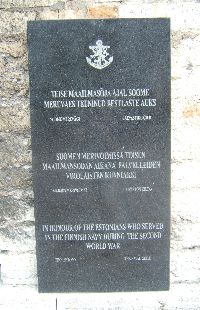 TEISE MAAILMASÕJA AJAL SOOME
MEREVÄES TEENINUD EESTLASTE AUKS
SUOMEN MERIVOIMISSA TOISEN
MAAILMANSODAN AIKANA PALVELLEIDEN
VIROLAISTEN KUNNIAKSI
IN HONOUR OF THE ESTONIANS WHO SERVED
IN THE FINNISH NAVY DURING THE SECOND
WORLD WAR